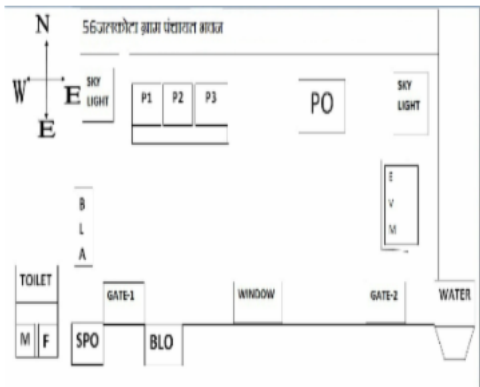 N
56जलकोटा ग्राम पंचायत भवन
W E
E
SKY LIGHT
P1 P2 P3
PO
SKY LIGHT
E
V
M
B
L
A
TOILET
GATE-1
WINDOW
GATE-2
WATER
M F
SPO
BLO